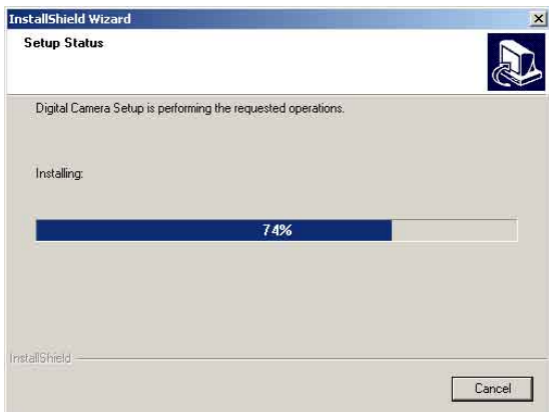 InstallShield Wizard
Setup Status
Digital Camera Setup is performing the requested operations.
Installing:
74%
InstallShield
Cancel